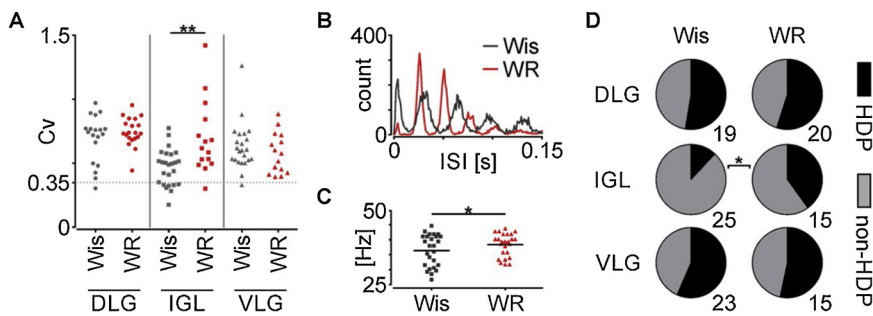 A
1.5
Cv
0.35
0
**
Wis
WR
Wis
WR
Wis
WR
DLG
IGL
VLG
B
400
count
0
Wis
WR
0
ISI [s]
0.15
C
50
[Hz]
25
*
Wis
WR
D
Wis
WR
DLG
19
20
IGL
*
25
15
VLG
23
15
HDP
non-HDP